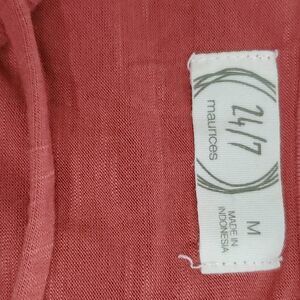 24/7
maurices
M
MADE IN
INDONESIA